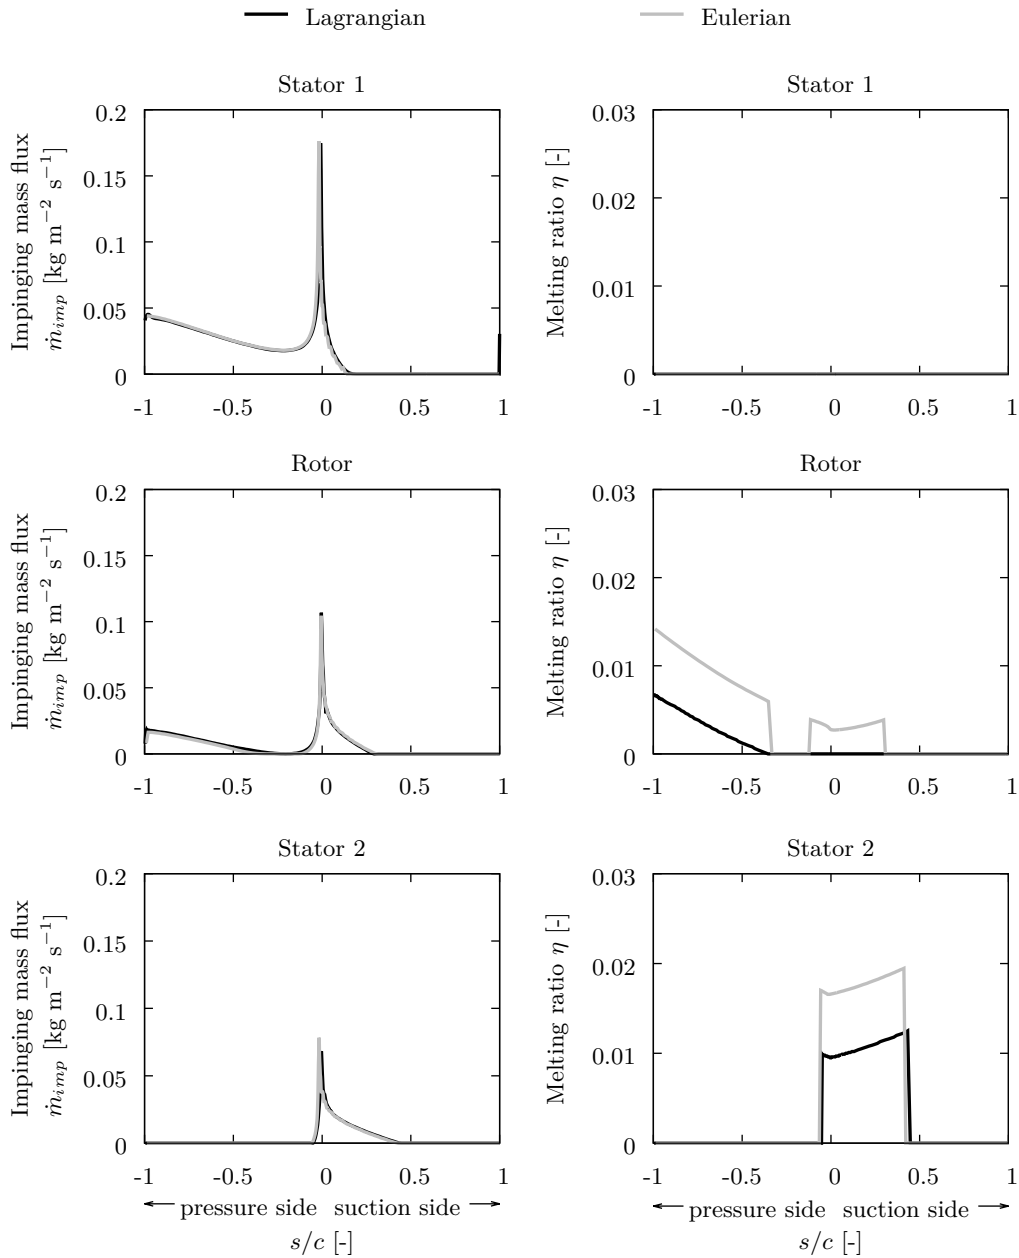 Lagrangian Eulerian
Stator 1
Impinging mass flux
ṁ_imp [kg m⁻² s⁻¹]
0.2
0.15
0.1
0.05
0
-1 -0.5 0 0.5 1
Stator 1
Melting ratio η [-]
0.03
0.02
0.01
0
-1 -0.5 0 0.5 1
Rotor
Impinging mass flux
ṁ_imp [kg m⁻² s⁻¹]
0.2
0.15
0.1
0.05
0
-1 -0.5 0 0.5 1
Rotor
Melting ratio η [-]
0.03
0.02
0.01
0
-1 -0.5 0 0.5 1
Stator 2
Impinging mass flux
ṁ_imp [kg m⁻² s⁻¹]
0.2
0.15
0.1
0.05
0
-1 -0.5 0 0.5 1
pressure side suction side
s/c [-]
Stator 2
Melting ratio η [-]
0.03
0.02
0.01
0
-1 -0.5 0 0.5 1
pressure side suction side
s/c [-]